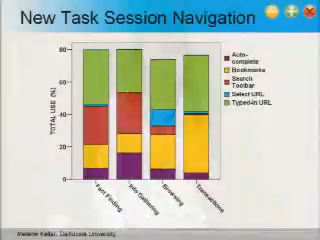 New Task Session Navigation
80
60
40
20
0
TOTAL USE (%)
Auto-
complete
Bookmarks
Search
Toolbar
Select URL
Typed-in URL
Fact Finding
Info Gathering
Browsing
Transactions
Melanie Kellar, Dalhousie University